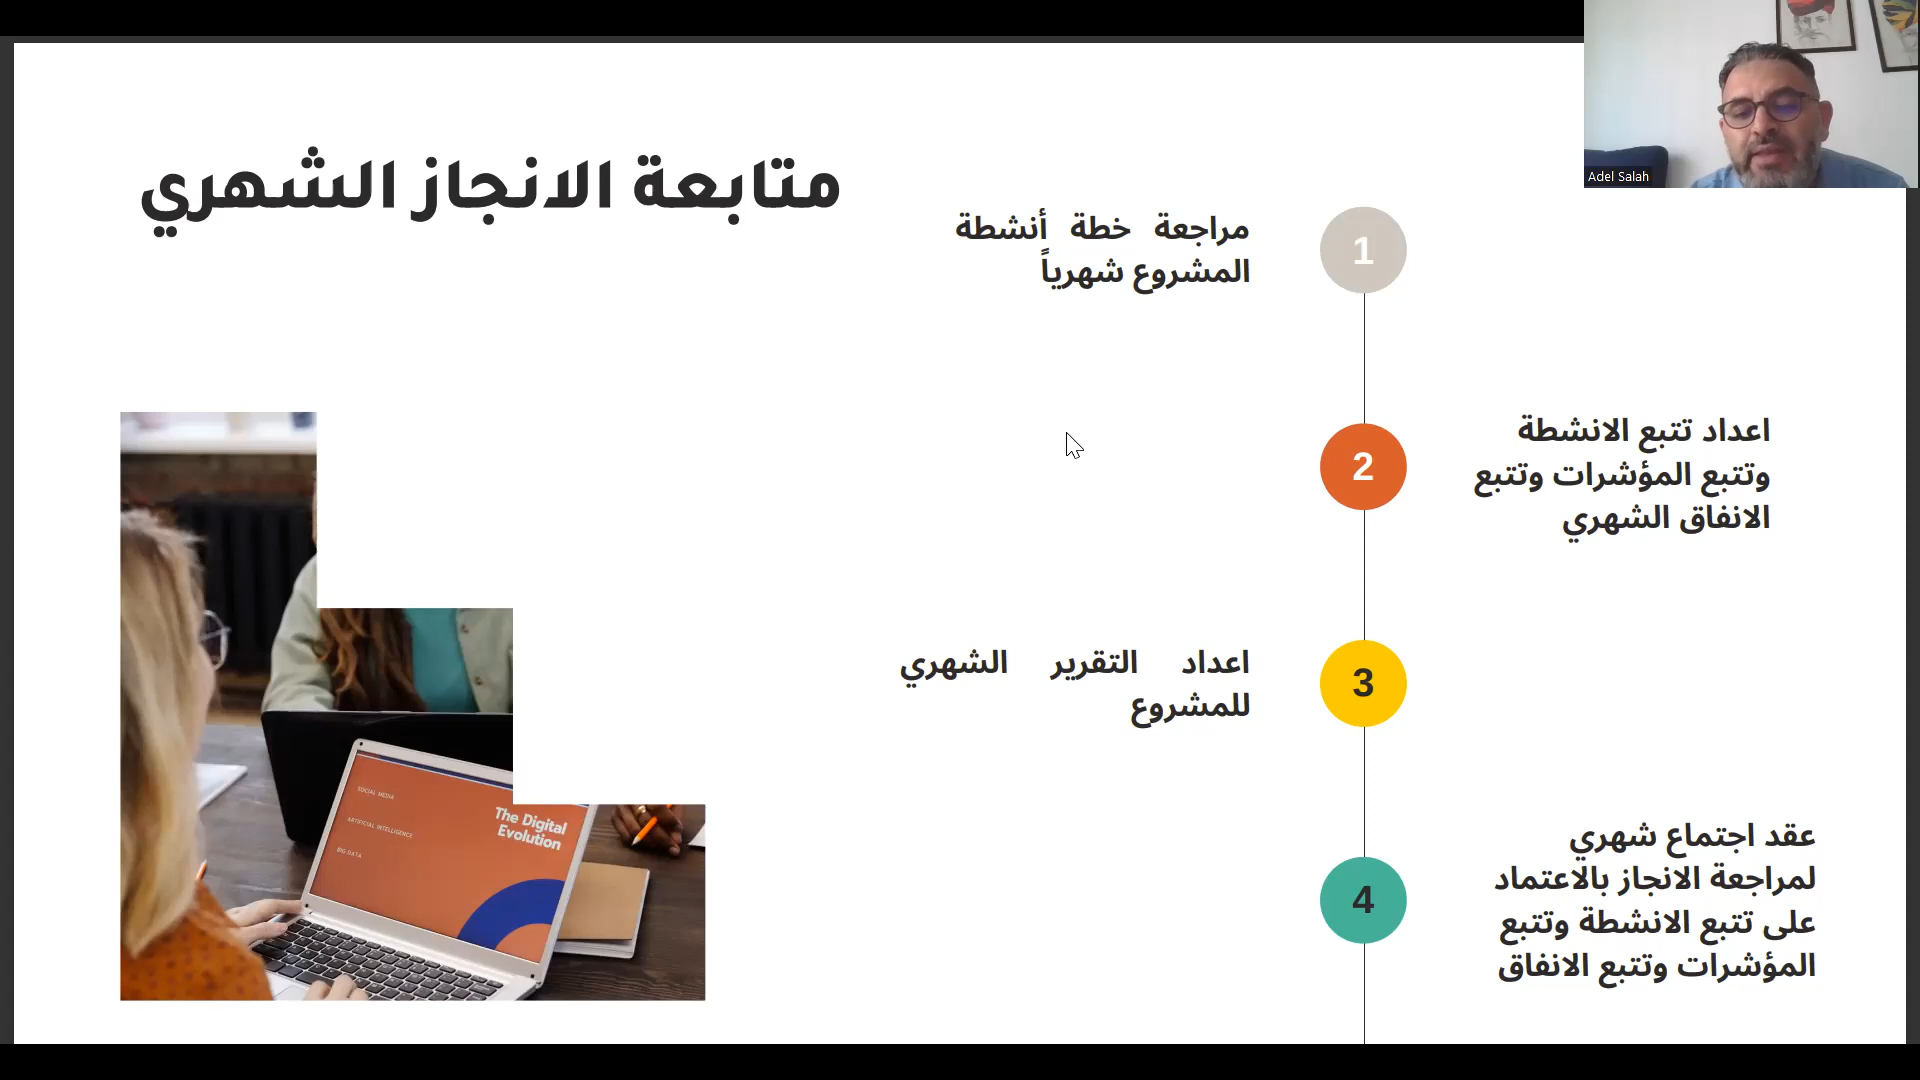 متابعة الانجاز الشهري
1
مراجعة خطة أنشطة
المشروع شهرياً
2
اعداد تتبع الانشطة
وتتبع المؤشرات وتتبع
الانفاق الشهري
3
اعداد التقرير الشهري
للمشروع
4
عقد اجتماع شهري
لمراجعة الانجاز بالاعتماد
على تتبع الانشطة وتتبع
المؤشرات وتتبع الانفاق
Adel Salah
SOCIAL MEDIA
ARTIFICIAL INTELLIGENCE
BIG DATA
The Digital
Evolution